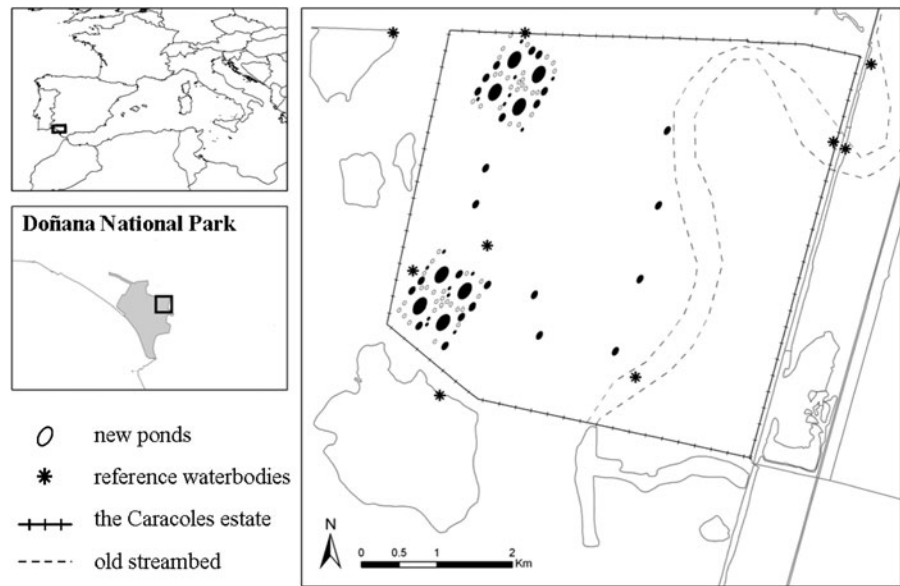 Doñana National Park
new ponds
reference waterbodies
the Caracoles estate
old streambed
N
0 0.5 1 2
Km